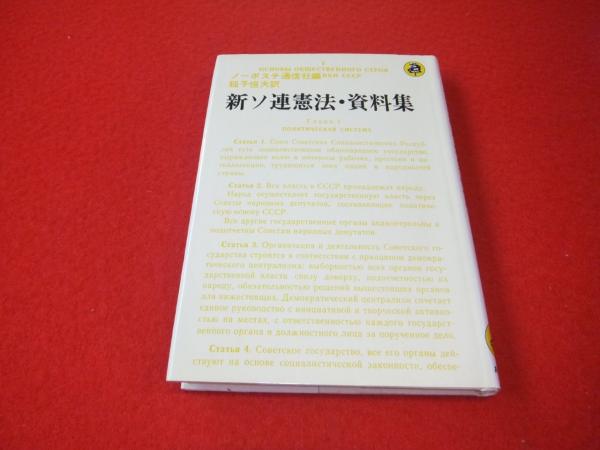 I
ОСНОВЫ ОБЩЕСТВЕННОГО СТРОЯ
ノーボスチ通信社編
稲子恒夫訳
新ソ連憲法・資料集
Глава 1
ПОЛИТИЧЕСКАЯ СИСТЕМА
Статья 1. Союз Советских Социалистических Респуб-
лик есть социалистическое общенародное государство,
выражающее волю и интересы рабочих, крестьян и ин-
теллигенции, трудящихся всех наций и народностей
страны.
Статья 2. Вся власть в СССР принадлежит народу.
Народ осуществляет государственную власть через
Советы народных депутатов, составляющие политиче-
скую основу СССР.
Все другие государственные органы подконтрольны и
подотчетны Советам народных депутатов.
Статья 3. Организация и деятельность Советского го-
сударства строятся в соответствии с принципом демокра-
тического централизма: выборностью всех органов госу-
дарственной власти снизу доверху, подотчетностью их
народу, обязательностью решений вышестоящих органов
для нижестоящих. Демократический централизм сочетает
единое руководство с инициативой и творческой активно-
стью на местах, с ответственностью каждого государст-
венного органа и должностного лица за порученное дело.
Статья 4. Советское государство, все его органы дей-
ствуют на основе социалистической законности, обеспе-